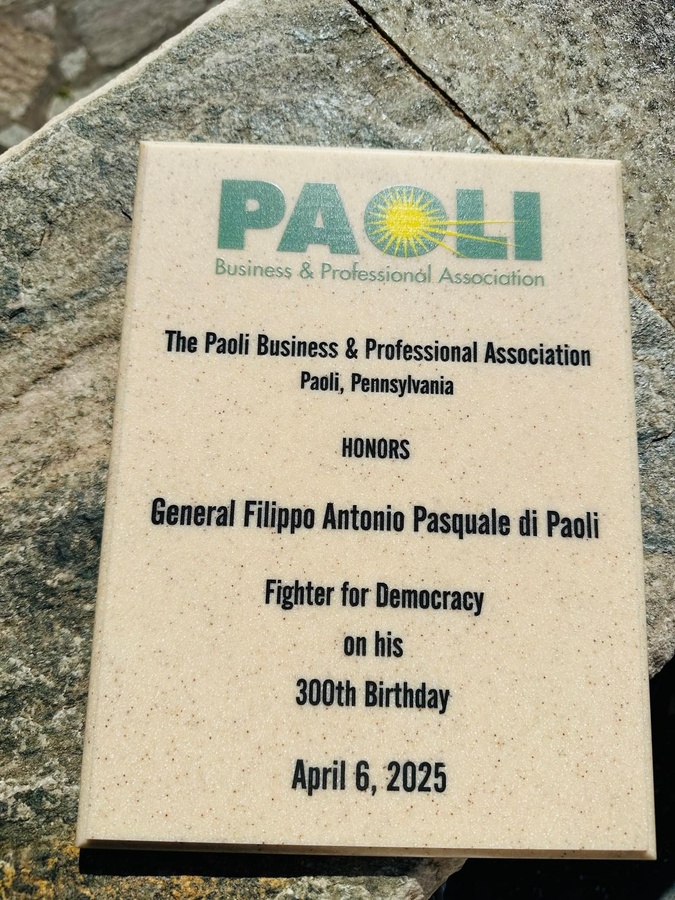 PAOLI
Business & Professional Association
The Paoli Business & Professional Association
Paoli, Pennsylvania
HONORS
General Filippo Antonio Pasquale di Paoli
Fighter for Democracy
on his
300th Birthday
April 6, 2025